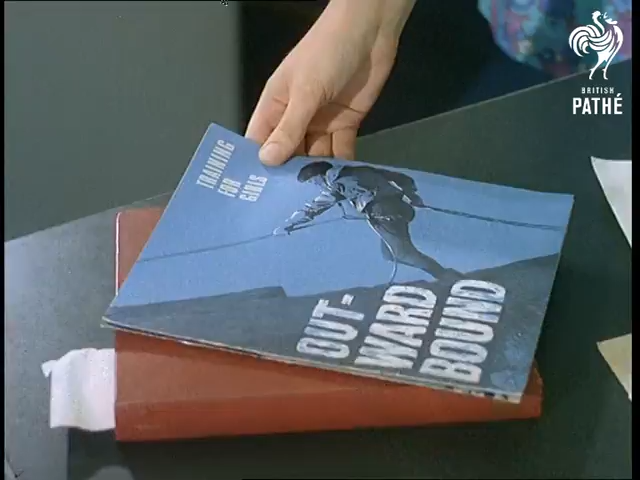 TRAINING
FOR
GIRLS
OUT-
WARD
BOUND
BRITISH
PATHÉ